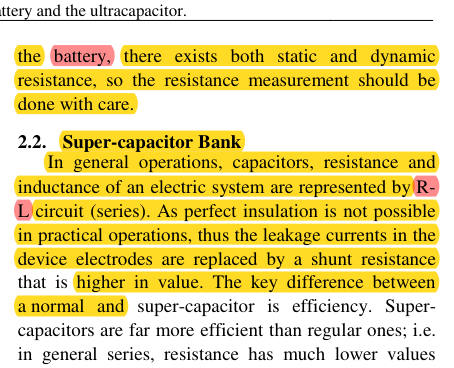 ttery and the ultracapacitor.
the battery, there exists both static and dynamic
resistance, so the resistance measurement should be
done with care.
2.2. Super-capacitor Bank
In general operations, capacitors, resistance and
inductance of an electric system are represented by R-
L circuit (series). As perfect insulation is not possible
in practical operations, thus the leakage currents in the
device electrodes are replaced by a shunt resistance
that is higher in value. The key difference between
a normal and super-capacitor is efficiency. Super-
capacitors are far more efficient than regular ones; i.e.
in general series, resistance has much lower values